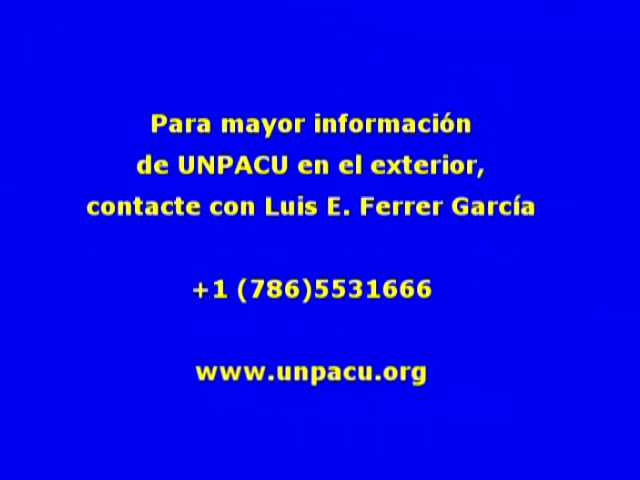 Para mayor información
de UNPACU en el exterior,
contacte con Luis E. Ferrer García
+1 (786)5531666
www.unpacu.org